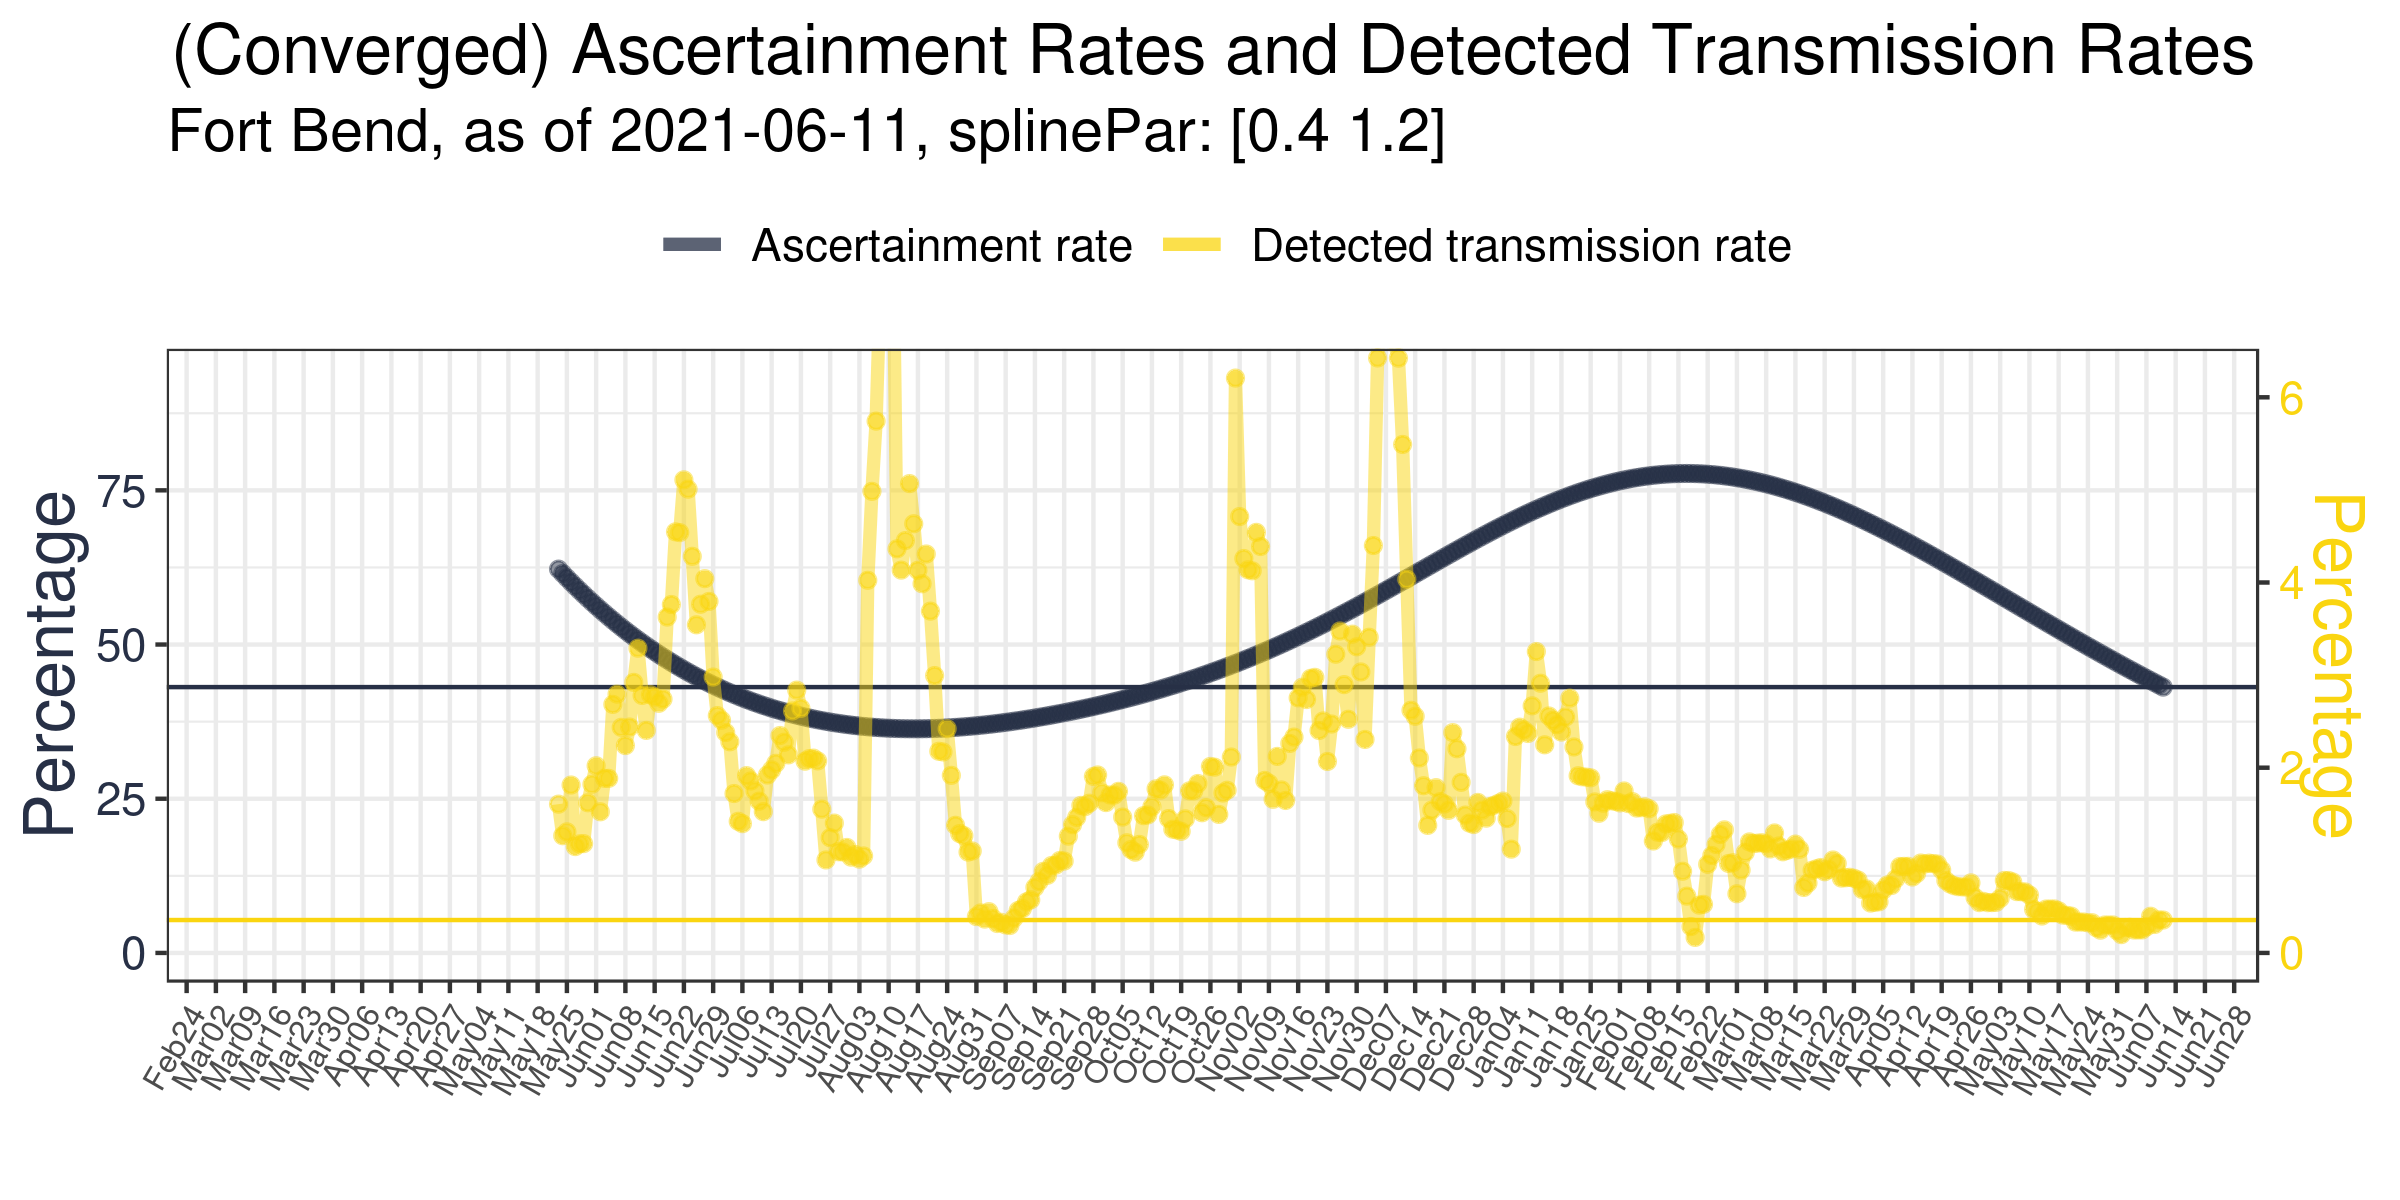 (Converged) Ascertainment Rates and Detected Transmission Rates
Fort Bend, as of 2021-06-11, splinePar: [0.4 1.2]
Ascertainment rate Detected transmission rate
Percentage
75
50
25
0
6
4
2
0
Percentage
Feb24 Mar02 Mar09 Mar16 Mar23 Mar30 Apr06 Apr13 Apr20 Apr27 May04 May11 May18 May25 Jun01 Jun08 Jun15 Jun22 Jun29 Jul06 Jul13 Jul20 Jul27 Aug03 Aug10 Aug17 Aug24 Aug31 Sep07 Sep14 Sep21 Sep28 Oct05 Oct12 Oct19 Oct26 Nov02 Nov09 Nov16 Nov23 Nov30 Dec07 Dec14 Dec21 Dec28 Jan04 Jan11 Jan18 Jan25 Feb01 Feb08 Feb15 Feb22 Mar01 Mar08 Mar15 Mar22 Mar29 Apr05 Apr12 Apr19 Apr26 May03 May10 May17 May24 May31 Jun07 Jun14 Jun21 Jun28